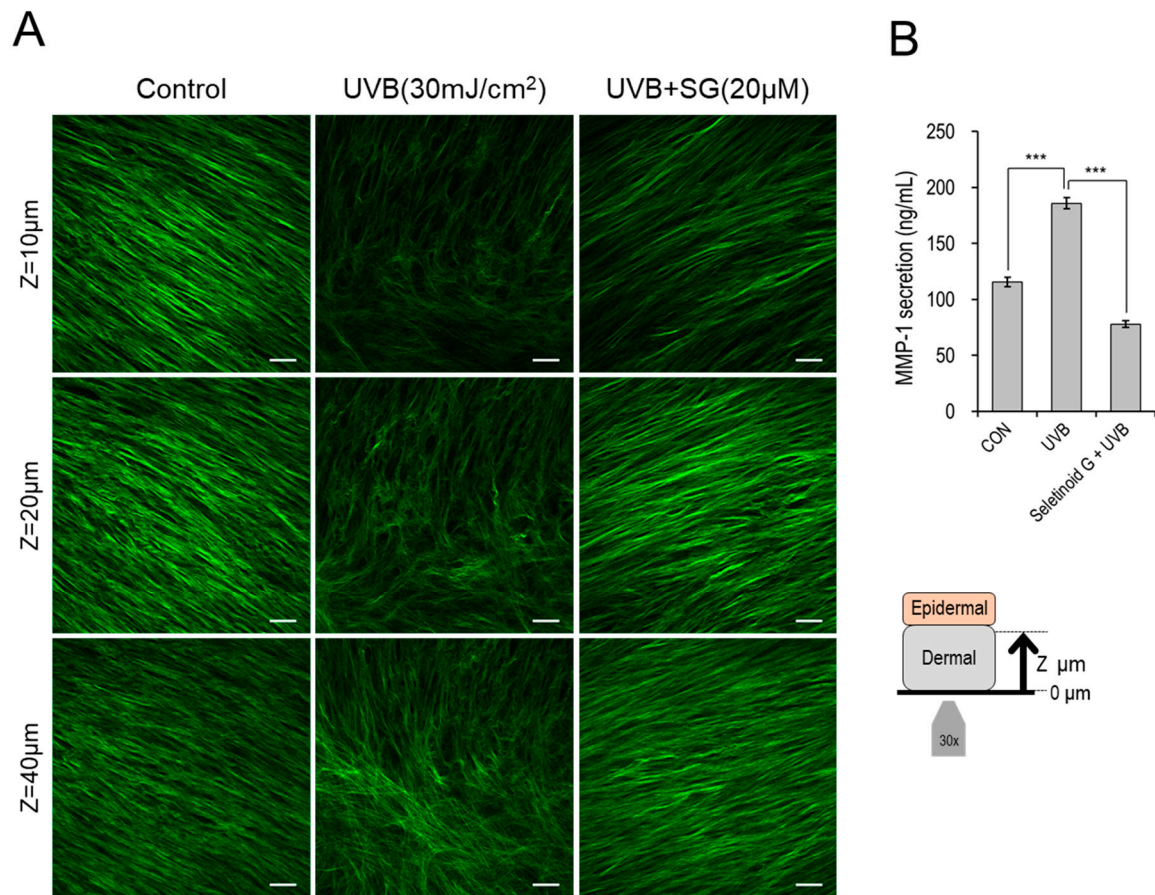 A
Control
UVB(30mJ/cm²)
UVB+SG(20μM)
Z=10μm
Z=20μm
Z=40μm
B
MMP-1 secretion (ng/mL)
250
200
150
100
50
0
***
***
CON
UVB
Seletinoid G + UVB
Epidermal
Dermal
Z μm
0 μm
30x